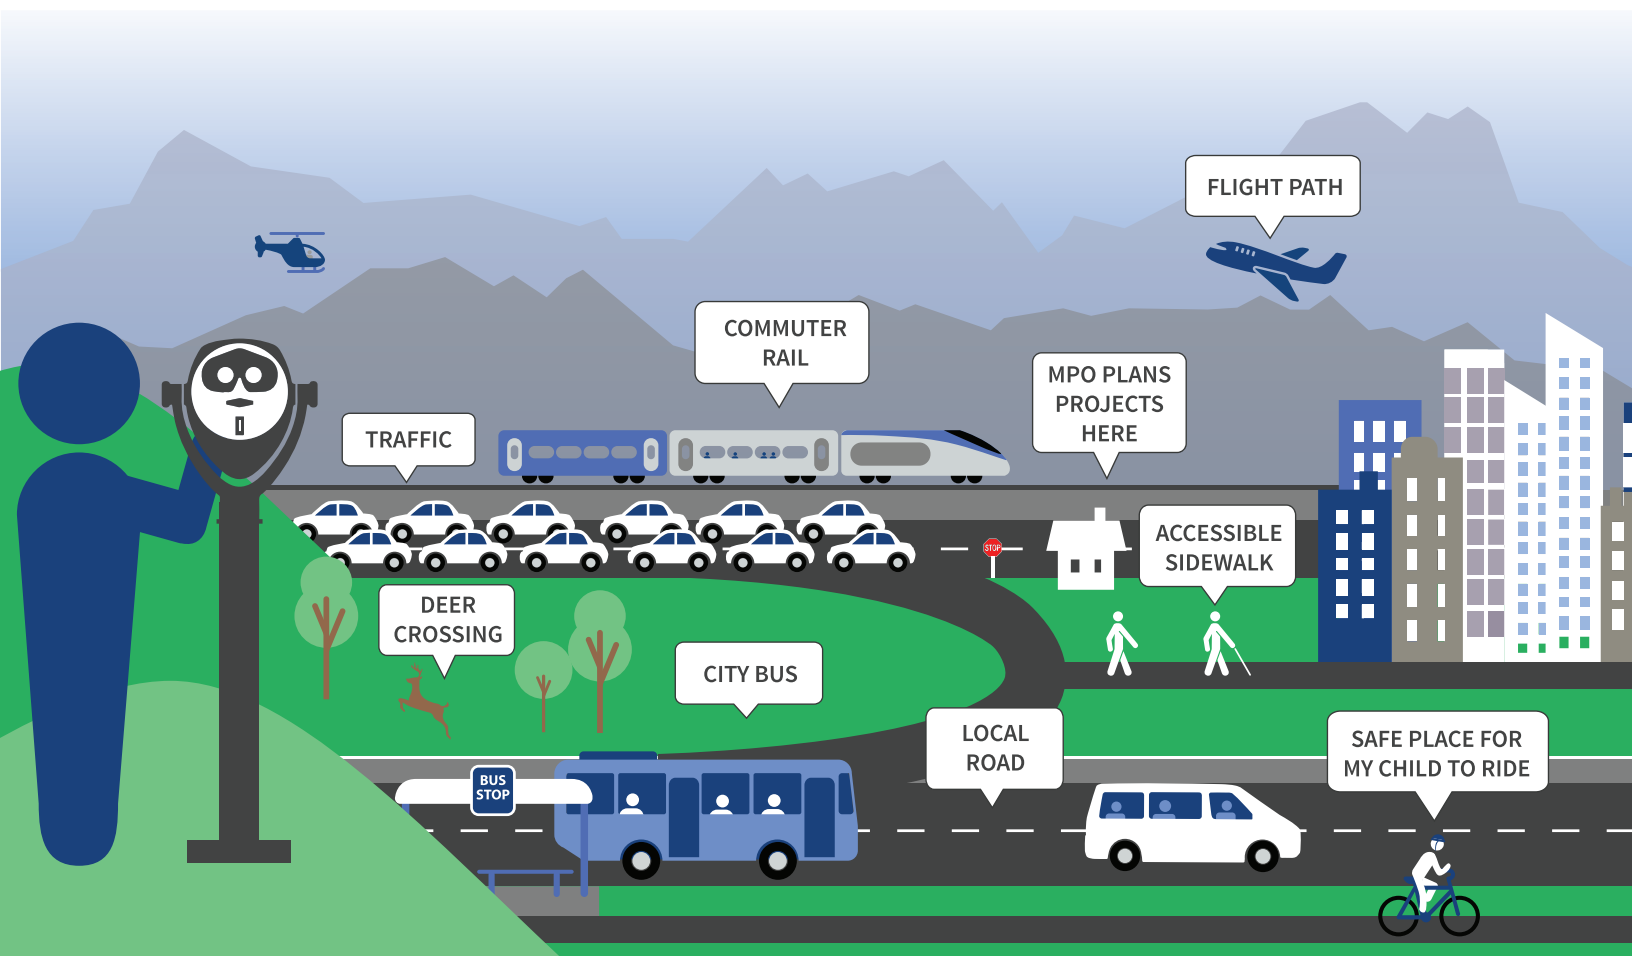 FLIGHT PATH
COMMUTER
RAIL
MPO PLANS
PROJECTS
HERE
TRAFFIC
ACCESSIBLE
SIDEWALK
STOP
DEER
CROSSING
CITY BUS
LOCAL
ROAD
SAFE PLACE FOR
MY CHILD TO RIDE
BUS
STOP